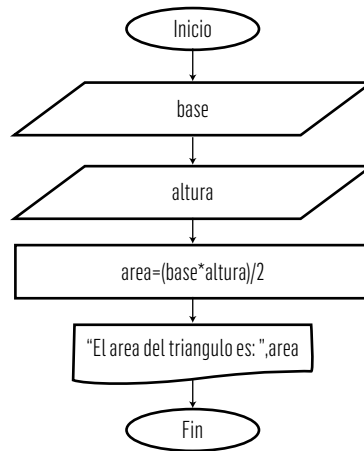 Inicio
base
altura
area=(base*altura)/2
“El area del triangulo es: ”,area
Fin